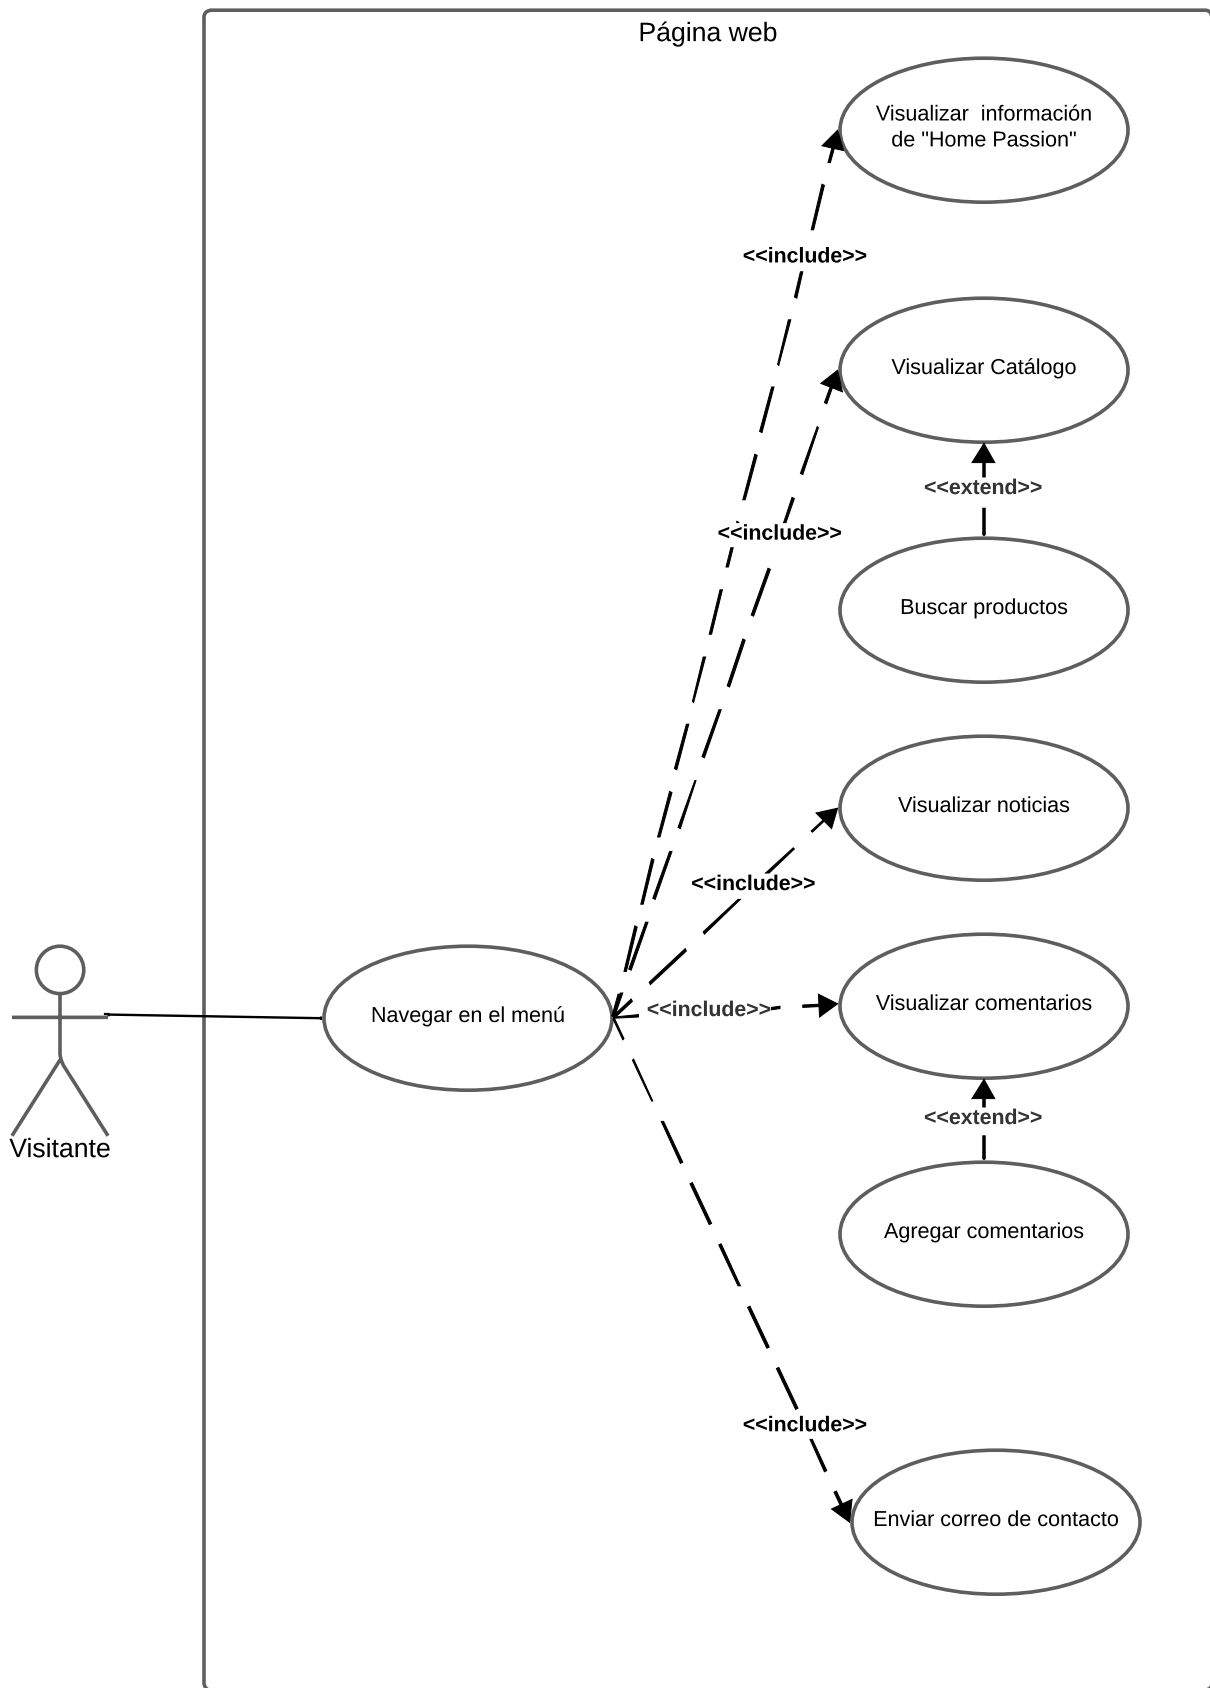 Página web
Visualizar información
de "Home Passion"
<<include>>
Visualizar Catálogo
<<extend>>
<<include>>
Buscar productos
Visualizar noticias
<<include>>
Visualizar comentarios
<<include>>
Navegar en el menú
<<extend>>
Visitante
Agregar comentarios
<<include>>
Enviar correo de contacto